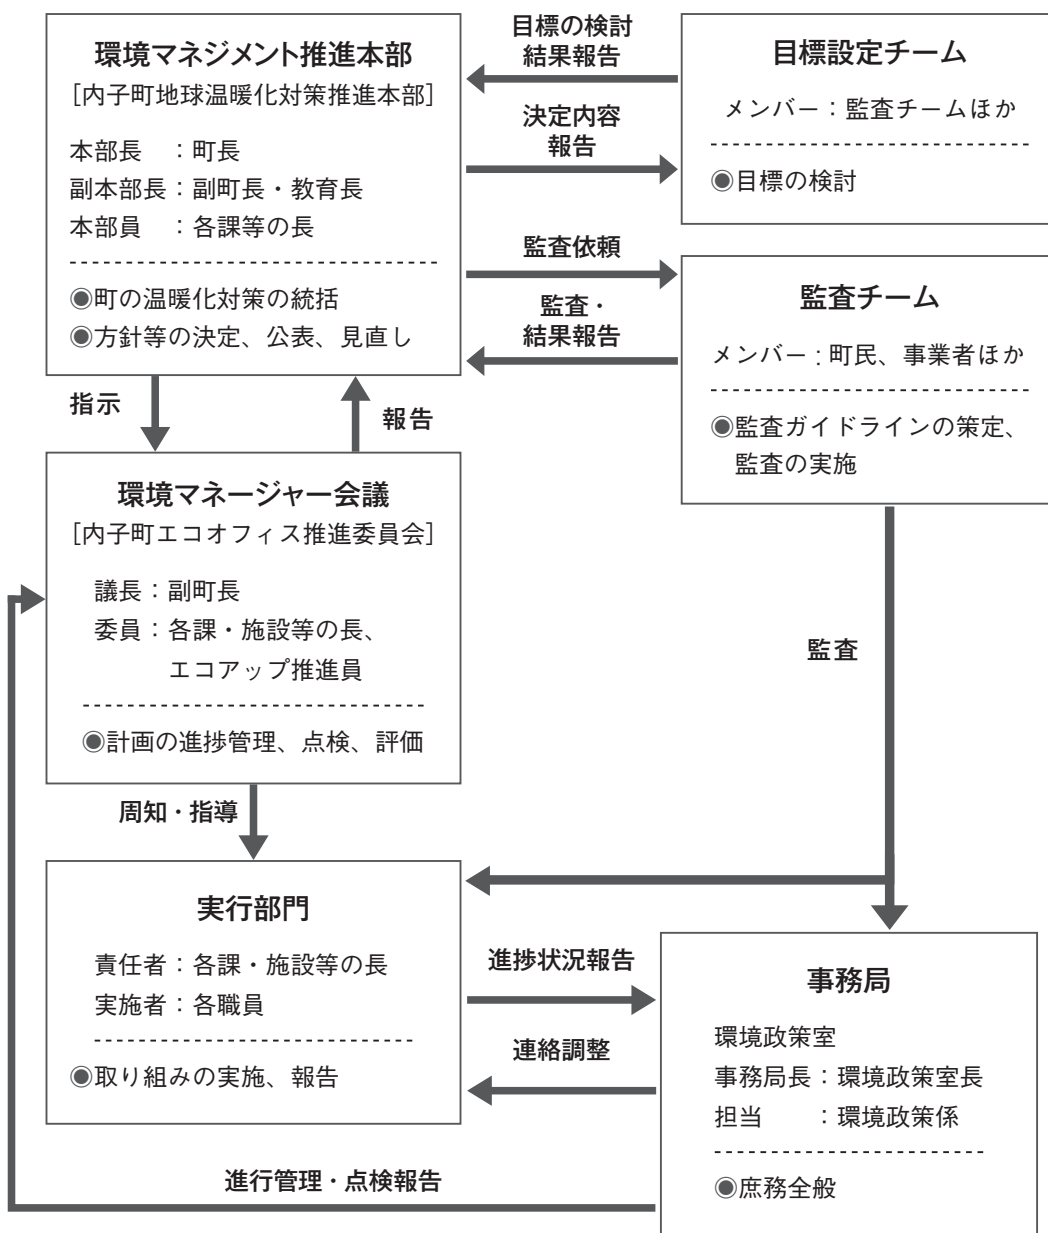 環境マネジメント推進本部
［内子町地球温暖化対策推進本部］
本部長　：町長
副本部長：副町長・教育長
本部員　：各課等の長
◉町の温暖化対策の統括
◉方針等の決定、公表、見直し
目標の検討
結果報告
決定内容
報告
目標設定チーム
メンバー：監査チームほか
◉目標の検討
監査依頼
監査・
結果報告
監査チーム
メンバー：町民、事業者ほか
◉監査ガイドラインの策定、
監査の実施
指示
報告
環境マネージャー会議
［内子町エコオフィス推進委員会］
議長：副町長
委員：各課・施設等の長、
エコアップ推進員
◉計画の進捗管理、点検、評価
監査
周知・指導
実行部門
責任者：各課・施設等の長
実施者：各職員
◉取り組みの実施、報告
進捗状況報告
連絡調整
事務局
環境政策室
事務局長：環境政策室長
担当　　：環境政策係
◉庶務全般
進行管理・点検報告